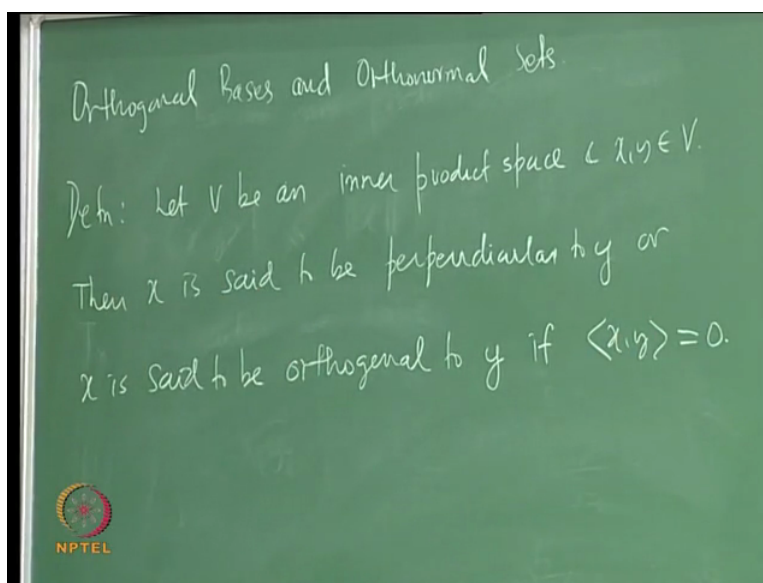 Orthogonal Bases and Orthonormal Sets.
Defn: Let V be an inner product space & x, y ∈ V.
Then x is said to be perpendicular to y or
x is said to be orthogonal to y if ⟨x, y⟩ = 0.
NPTEL